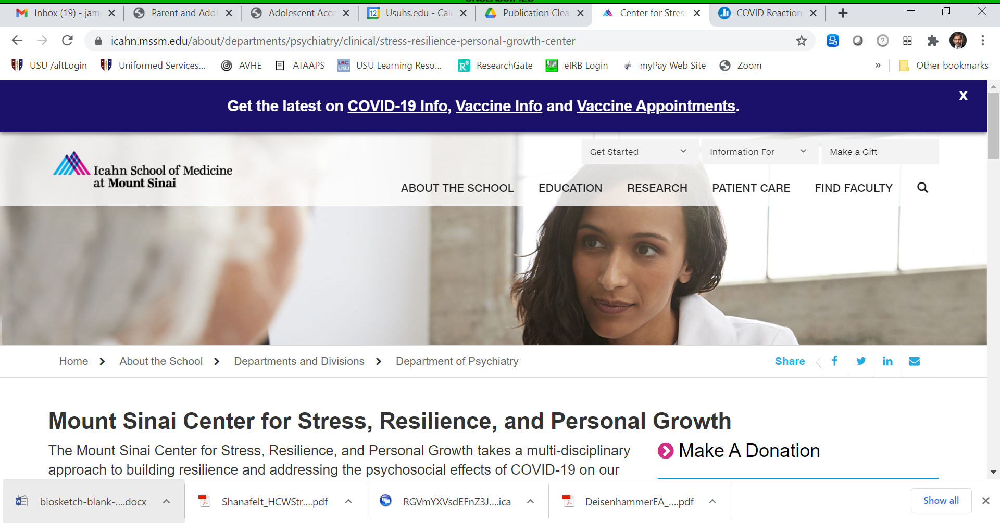 UNCLASSIFIED
Inbox (19) - jam
Parent and Adol
Adolescent Acce
Usuhs.edu - Cale
Publication Clea
Center for Stres
COVID Reaction
icahn.mssm.edu/about/departments/psychiatry/clinical/stress-resilience-personal-growth-center
USU /altLogin
Uniformed Services...
AVHE
ATAAPS
USU Learning Reso...
ResearchGate
eIRB Login
myPay Web Site
Zoom
»
Other bookmarks
Get the latest on COVID-19 Info, Vaccine Info and Vaccine Appointments.
X
Get Started
Information For
Make a Gift
Icahn School of Medicine
at Mount Sinai
ABOUT THE SCHOOL
EDUCATION
RESEARCH
PATIENT CARE
FIND FACULTY
Home
About the School
Departments and Divisions
Department of Psychiatry
Share
Mount Sinai Center for Stress, Resilience, and Personal Growth
The Mount Sinai Center for Stress, Resilience, and Personal Growth takes a multi-disciplinary
approach to building resilience and addressing the psychosocial effects of COVID-19 on our
Make A Donation
biosketch-blank-....docx
Shanafelt_HCWStr....pdf
RGVmYXVsdEFnZ3J....ica
DeisenhammerEA_....pdf
Show all